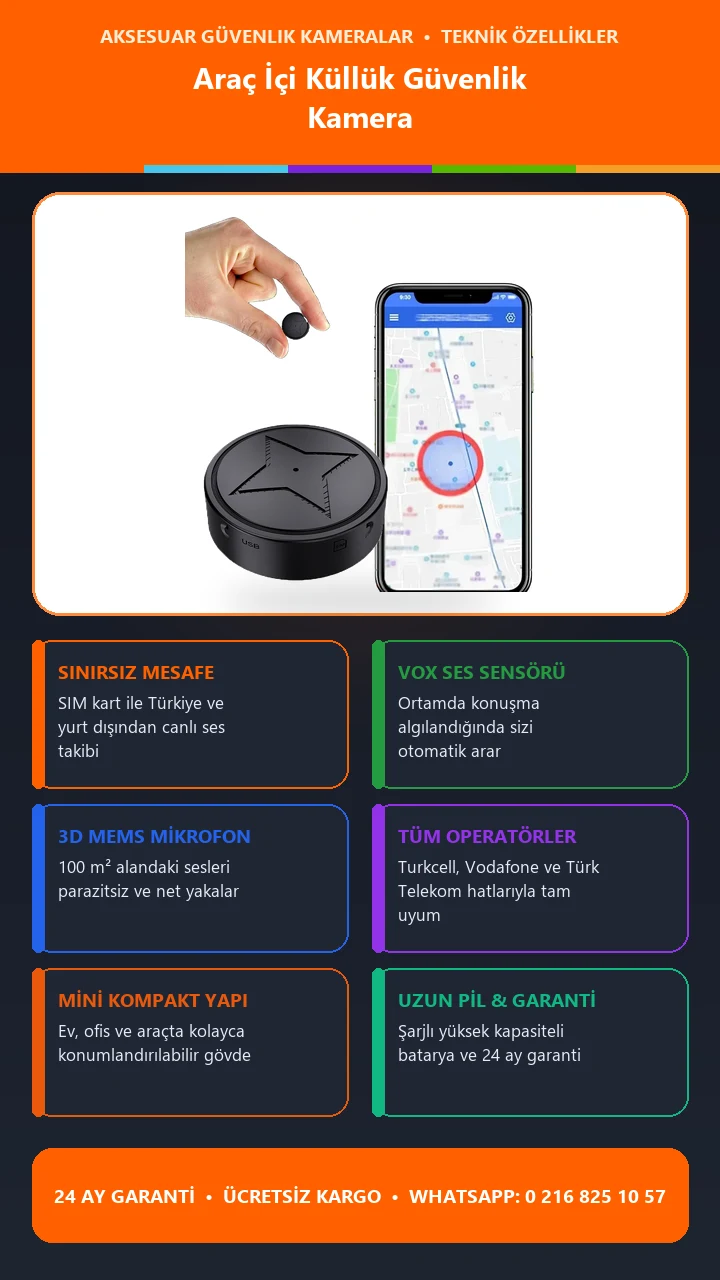 AKSESUAR GÜVENLIK KAMERALAR • TEKNİK ÖZELLİKLER
Araç İçi Küllük Güvenlik
Kamera
9:30
USB
SINIRSIZ MESAFE
SIM kart ile Türkiye ve
yurt dışından canlı ses
takibi
VOX SES SENSÖRÜ
Ortamda konuşma
algılandığında sizi
otomatik arar
3D MEMS MİKROFON
100 m² alandaki sesleri
parazitsiz ve net yakalar
TÜM OPERATÖRLER
Turkcell, Vodafone ve Türk
Telekom hatlarıyla tam
uyum
MİNİ KOMPAKT YAPI
Ev, ofis ve araçta kolayca
konumlandırılabilir gövde
UZUN PİL & GARANTİ
Şarjlı yüksek kapasiteli
batarya ve 24 ay garanti
24 AY GARANTİ • ÜCRETSİZ KARGO • WHATSAPP: 0 216 825 10 57